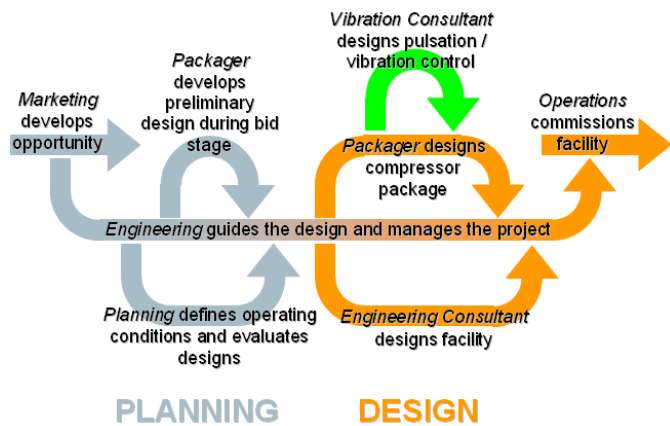 Vibration Consultant
designs pulsation /
vibration control
Packager
develops
preliminary
design during bid
stage
Marketing
develops
opportunity
Operations
commissions
facility
Packager designs
compressor
package
Engineering guides the design and manages the project
Planning defines operating
conditions and evaluates
designs
Engineering Consultant
designs facility
PLANNING
DESIGN